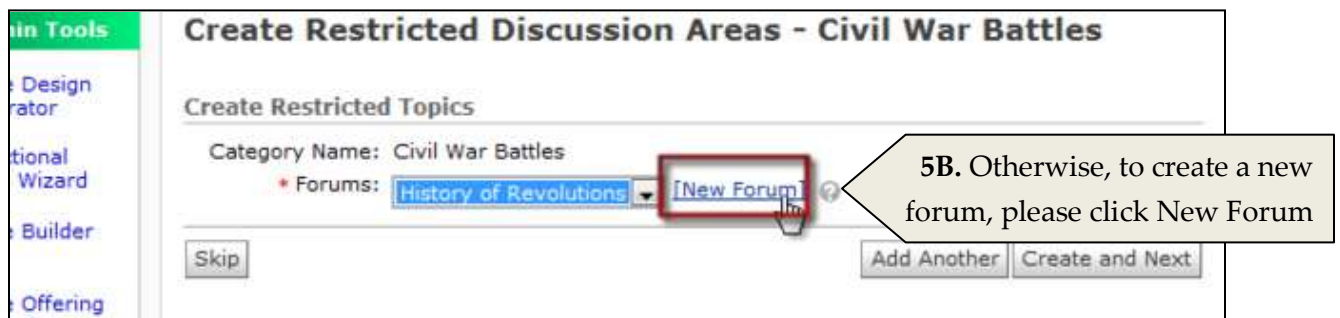 in Tools
Create Restricted Discussion Areas - Civil War Battles
Design
rator
Create Restricted Topics
tional
Wizard
Category Name: Civil War Battles
* Forums: History of Revolutions [New Forum]
5B. Otherwise, to create a new
forum, please click New Forum
Builder
Skip Add Another Create and Next
Offering